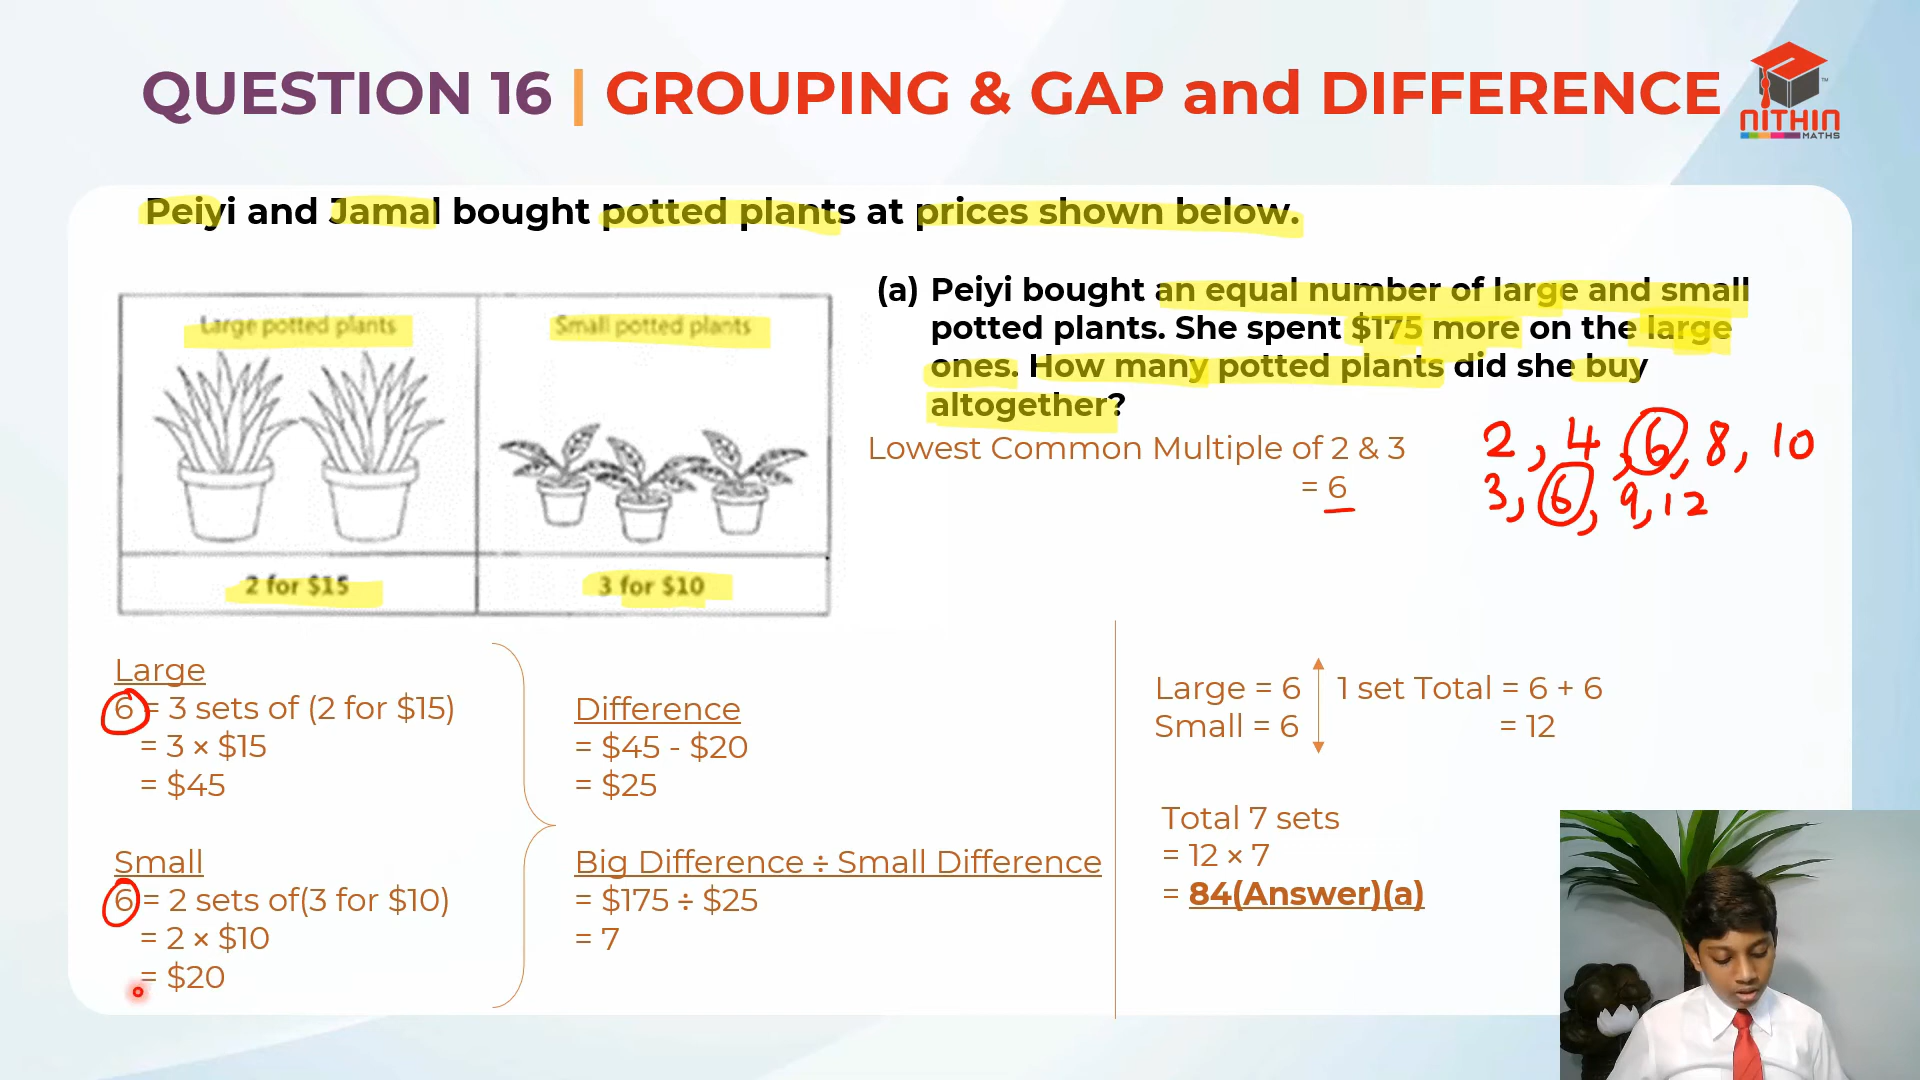 QUESTION 16 | GROUPING & GAP and DIFFERENCE
NITHIN
MATHS
TM
Peiyi and Jamal bought potted plants at prices shown below.
Large potted plants
Small potted plants
2 for $15
3 for $10
(a) Peiyi bought an equal number of large and small
potted plants. She spent $175 more on the large
ones. How many potted plants did she buy
altogether?
Lowest Common Multiple of 2 & 3
= 6
2, 4, 6, 8, 10
3, 6, 9, 12
Large
6 = 3 sets of (2 for $15)
= 3 × $15
= $45
Small
6 = 2 sets of(3 for $10)
= 2 × $10
= $20
Difference
= $45 - $20
= $25
Big Difference ÷ Small Difference
= $175 ÷ $25
= 7
Large = 6
Small = 6
1 set Total = 6 + 6
= 12
Total 7 sets
= 12 × 7
= 84(Answer)(a)